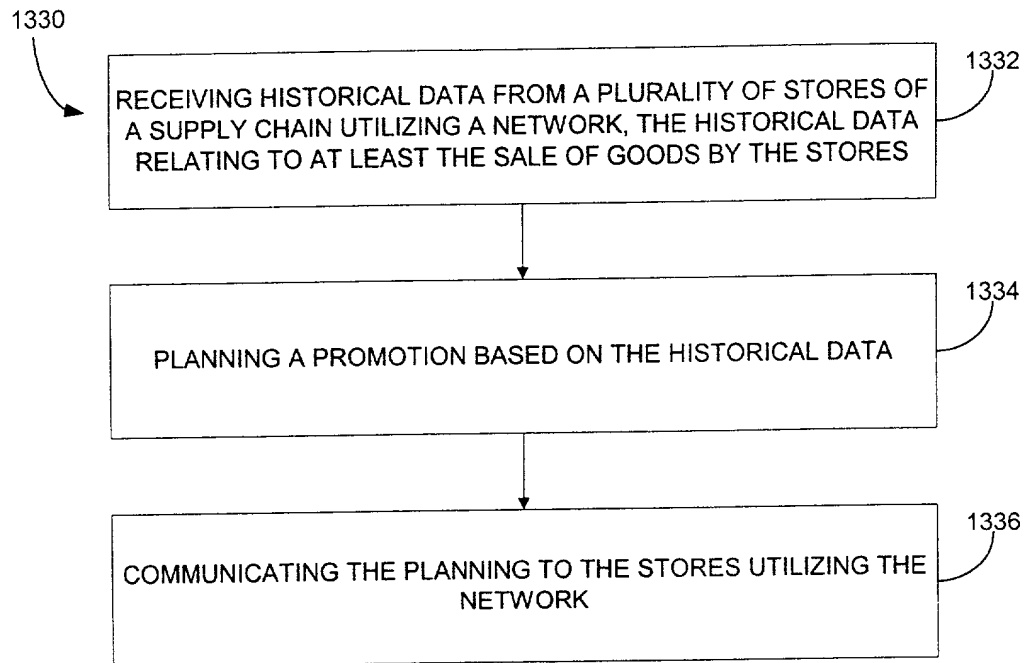 1330
1332
RECEIVING HISTORICAL DATA FROM A PLURALITY OF STORES OF
A SUPPLY CHAIN UTILIZING A NETWORK, THE HISTORICAL DATA
RELATING TO AT LEAST THE SALE OF GOODS BY THE STORES
1334
PLANNING A PROMOTION BASED ON THE HISTORICAL DATA
1336
COMMUNICATING THE PLANNING TO THE STORES UTILIZING THE
NETWORK